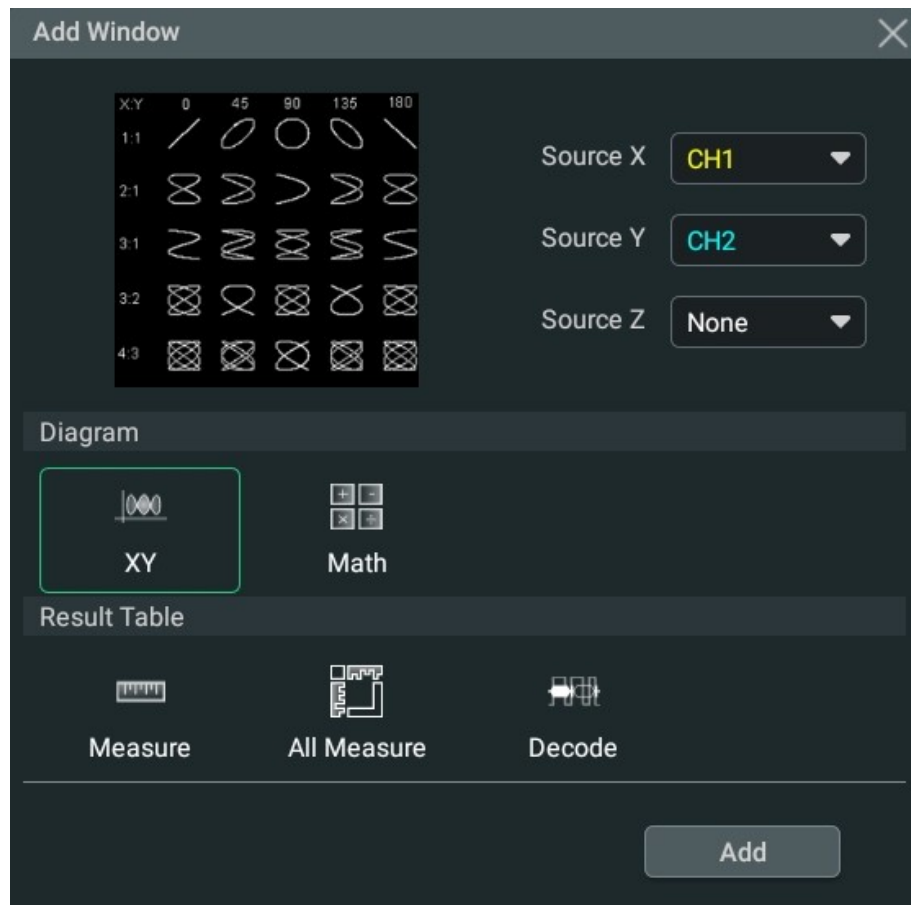 Add Window
X:Y 0 45 90 135 180
1:1
2:1
3:1
3:2
4:3
Source X CH1
Source Y CH2
Source Z None
Diagram
XY Math
Result Table
Measure All Measure Decode
Add